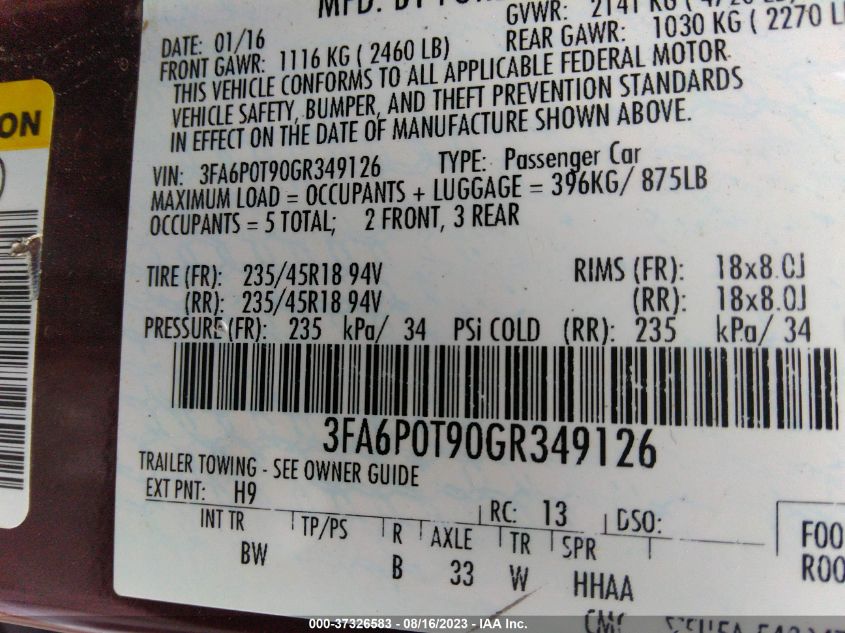 MFD. BY
GVWR: 2141 KG
DATE: 01/16
REAR GAWR: 1030 KG ( 2270
FRONT GAWR: 1116 KG ( 2460 LB)
THIS VEHICLE CONFORMS TO ALL APPLICABLE FEDERAL MOTOR
VEHICLE SAFETY, BUMPER, AND THEFT PREVENTION STANDARDS
IN EFFECT ON THE DATE OF MANUFACTURE SHOWN ABOVE.
ON
VIN: 3FA6P0T90GR349126 TYPE: Passenger Car
MAXIMUM LOAD = OCCUPANTS + LUGGAGE = 396KG/ 875LB
OCCUPANTS = 5 TOTAL; 2 FRONT, 3 REAR
TIRE (FR): 235/45R18 94V RIMS (FR): 18x8.0J
(RR): 235/45R18 94V (RR): 18x8.0J
PRESSURE (FR): 235 kPa/ 34 PSi COLD (RR): 235 kPa/ 34
3FA6P0T90GR349126
TRAILER TOWING - SEE OWNER GUIDE
EXT PNT: H9 RC: 13 DSO:
INT TR TP/PS R AXLE TR SPR
BW B 33 W HHAA
F00
R00
000-37326583 - 08/16/2023 - IAA Inc.